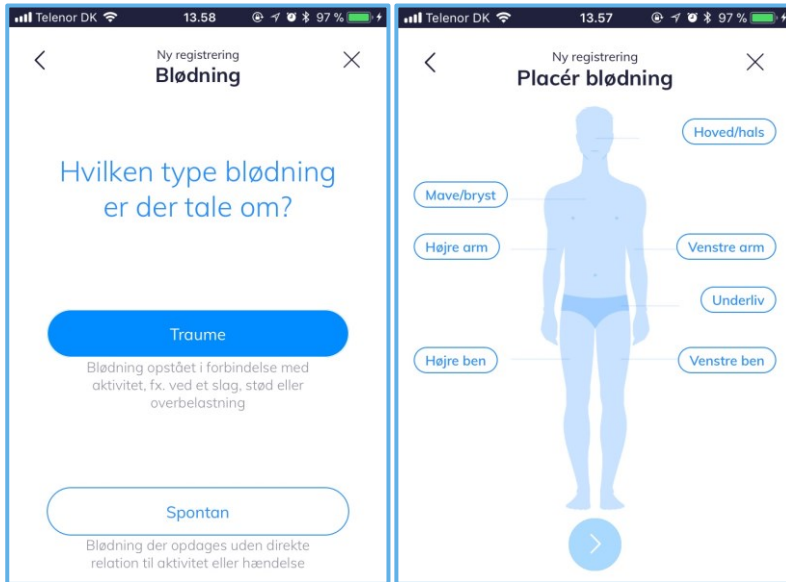 Telenor DK 13.58 97 %
Ny registrering
Blødning
Hvilken type blødning
er der tale om?
Traume
Blødning opstået i forbindelse med
aktivitet, fx. ved et slag, stød eller
overbelastning
Spontan
Blødning der opdages uden direkte
relation til aktivitet eller hændelse
Telenor DK 13.57 97 %
Ny registrering
Placér blødning
Hoved/hals
Mave/bryst
Højre arm
Venstre arm
Underliv
Højre ben
Venstre ben